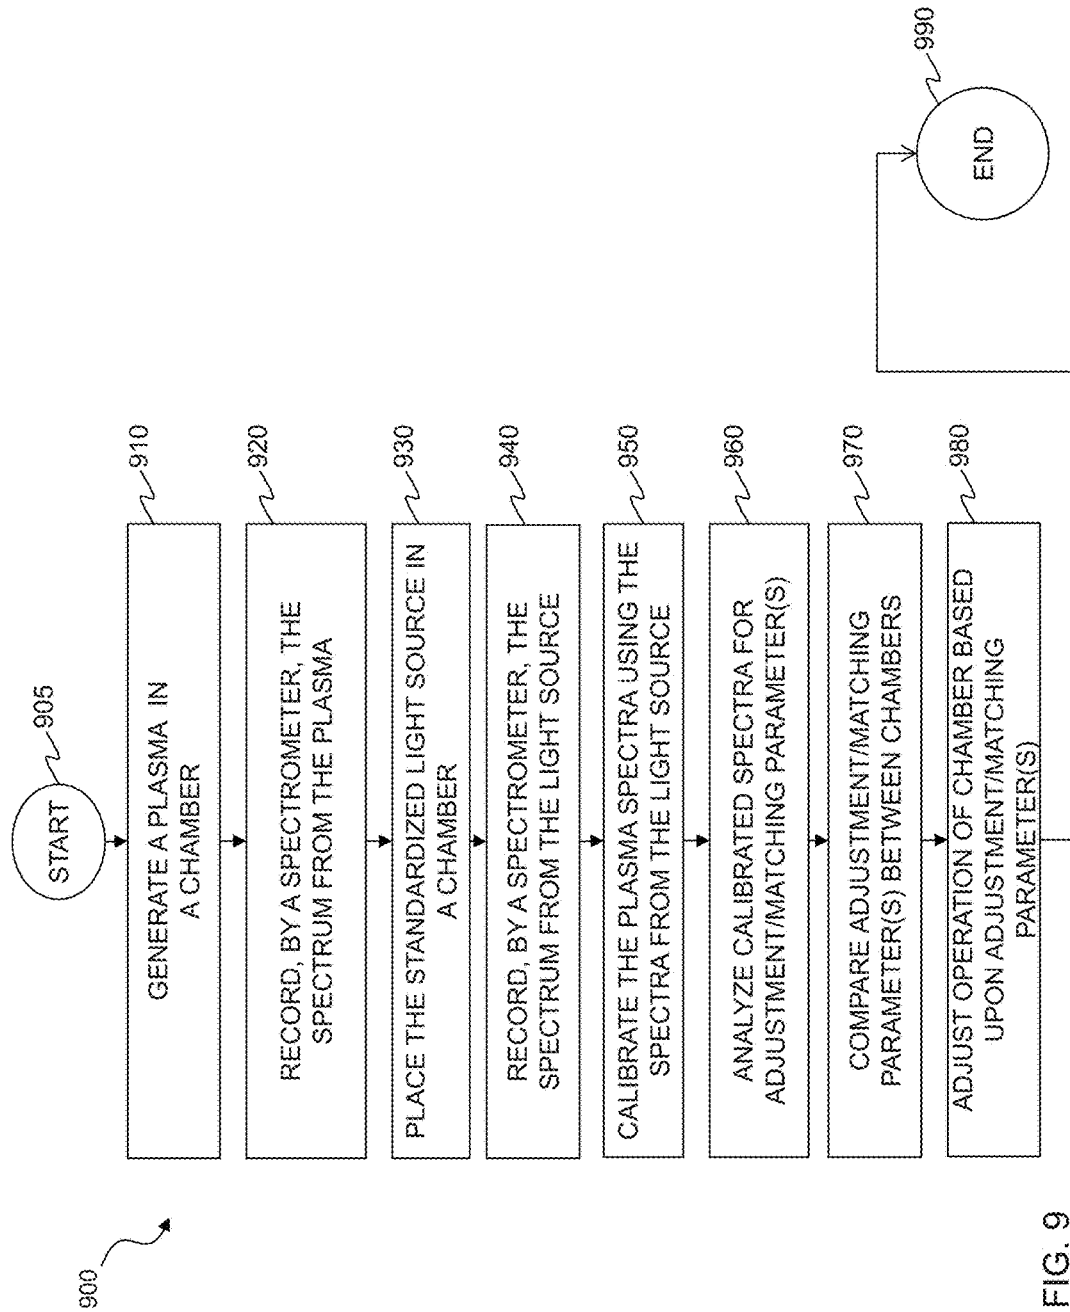 900
START
905
GENERATE A PLASMA IN
A CHAMBER
910
RECORD, BY A SPECTROMETER, THE
SPECTRUM FROM THE PLASMA
920
PLACE THE STANDARDIZED LIGHT SOURCE IN
A CHAMBER
930
RECORD, BY A SPECTROMETER, THE
SPECTRUM FROM THE LIGHT SOURCE
940
CALIBRATE THE PLASMA SPECTRA USING THE
SPECTRA FROM THE LIGHT SOURCE
950
ANALYZE CALIBRATED SPECTRA FOR
ADJUSTMENT/MATCHING PARAMETER(S)
960
COMPARE ADJUSTMENT/MATCHING
PARAMETER(S) BETWEEN CHAMBERS
970
ADJUST OPERATION OF CHAMBER BASED
UPON ADJUSTMENT/MATCHING
PARAMETER(S)
980
END
990
FIG. 9